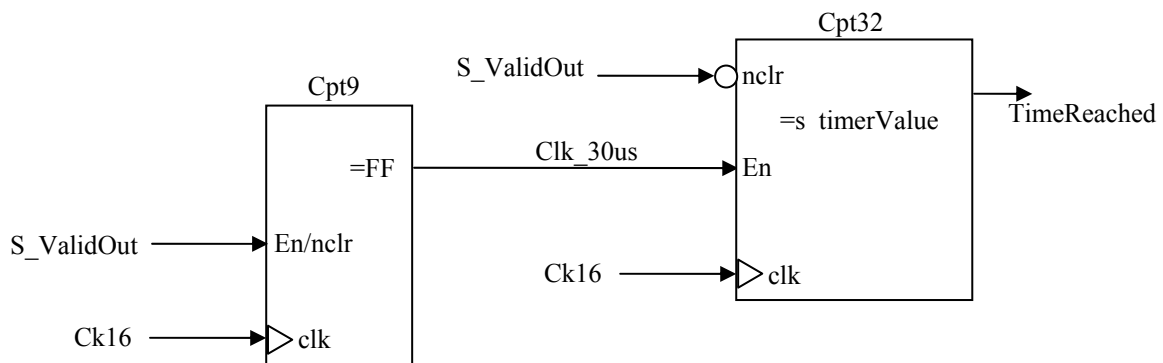 Cpt32
S_ValidOut
nclr
Cpt9
=s timerValue
TimeReached
=FF
Clk_30us
En
S_ValidOut
En/nclr
Ck16
clk
Ck16
clk